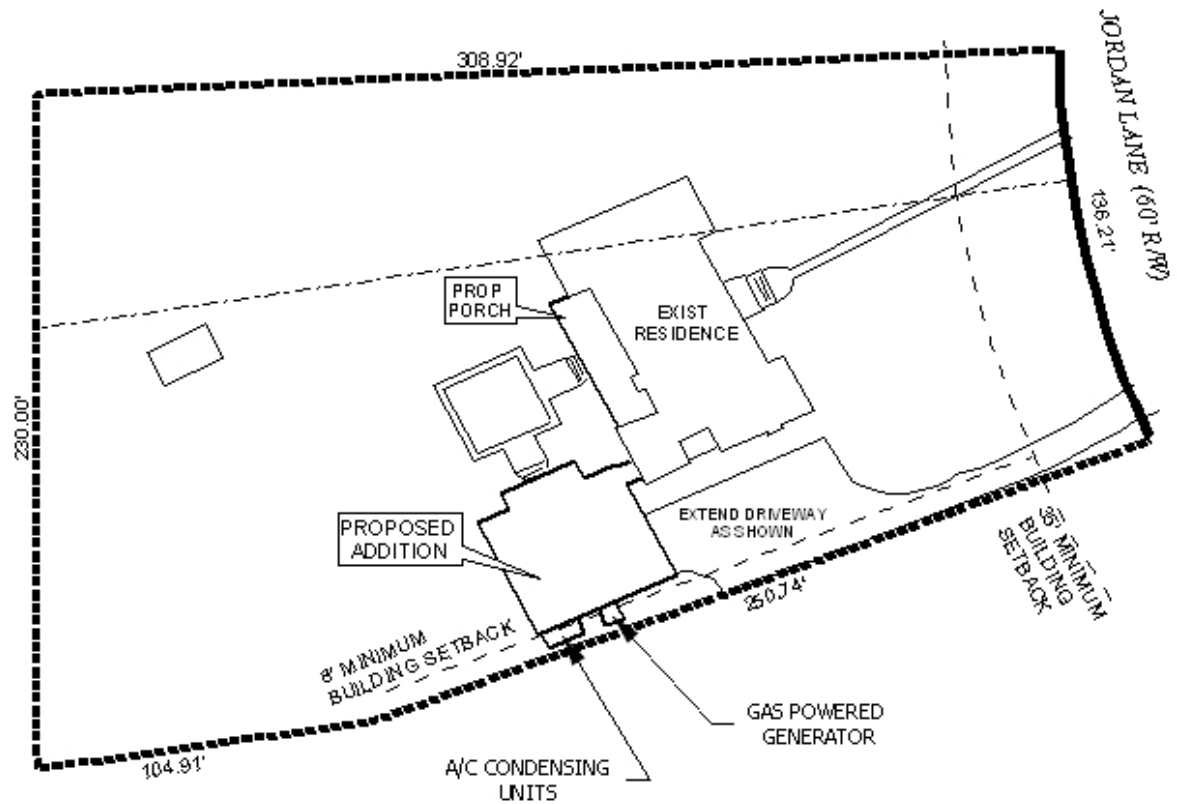 308.92'
JORDAN LANE (60' R/W)
136.21'
PROP
PORCH
EXIST
RESIDENCE
230.00'
PROPOSED
ADDITION
EXTEND DRIVEWAY
AS SHOWN
35' MINIMUM
BUILDING
SETBACK
250.74'
8' MINIMUM
BUILDING SETBACK
104.91'
GAS POWERED
GENERATOR
A/C CONDENSING
UNITS